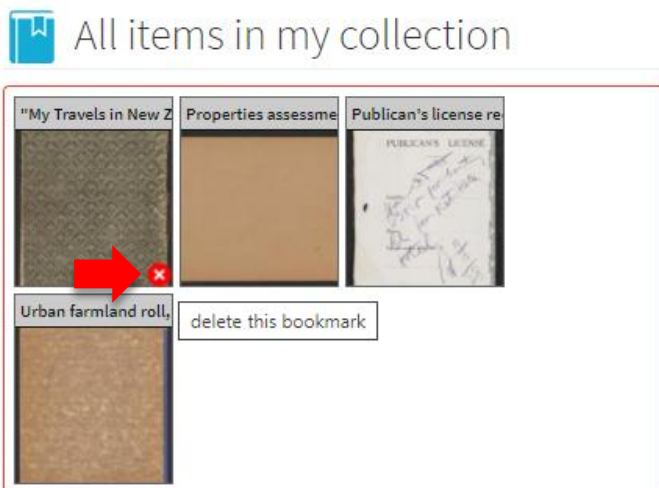 All items in my collection
"My Travels in New Z
Properties assessme
Publican's license re
PUBLICAN'S LICENSE
Urban farmland roll,
delete this bookmark